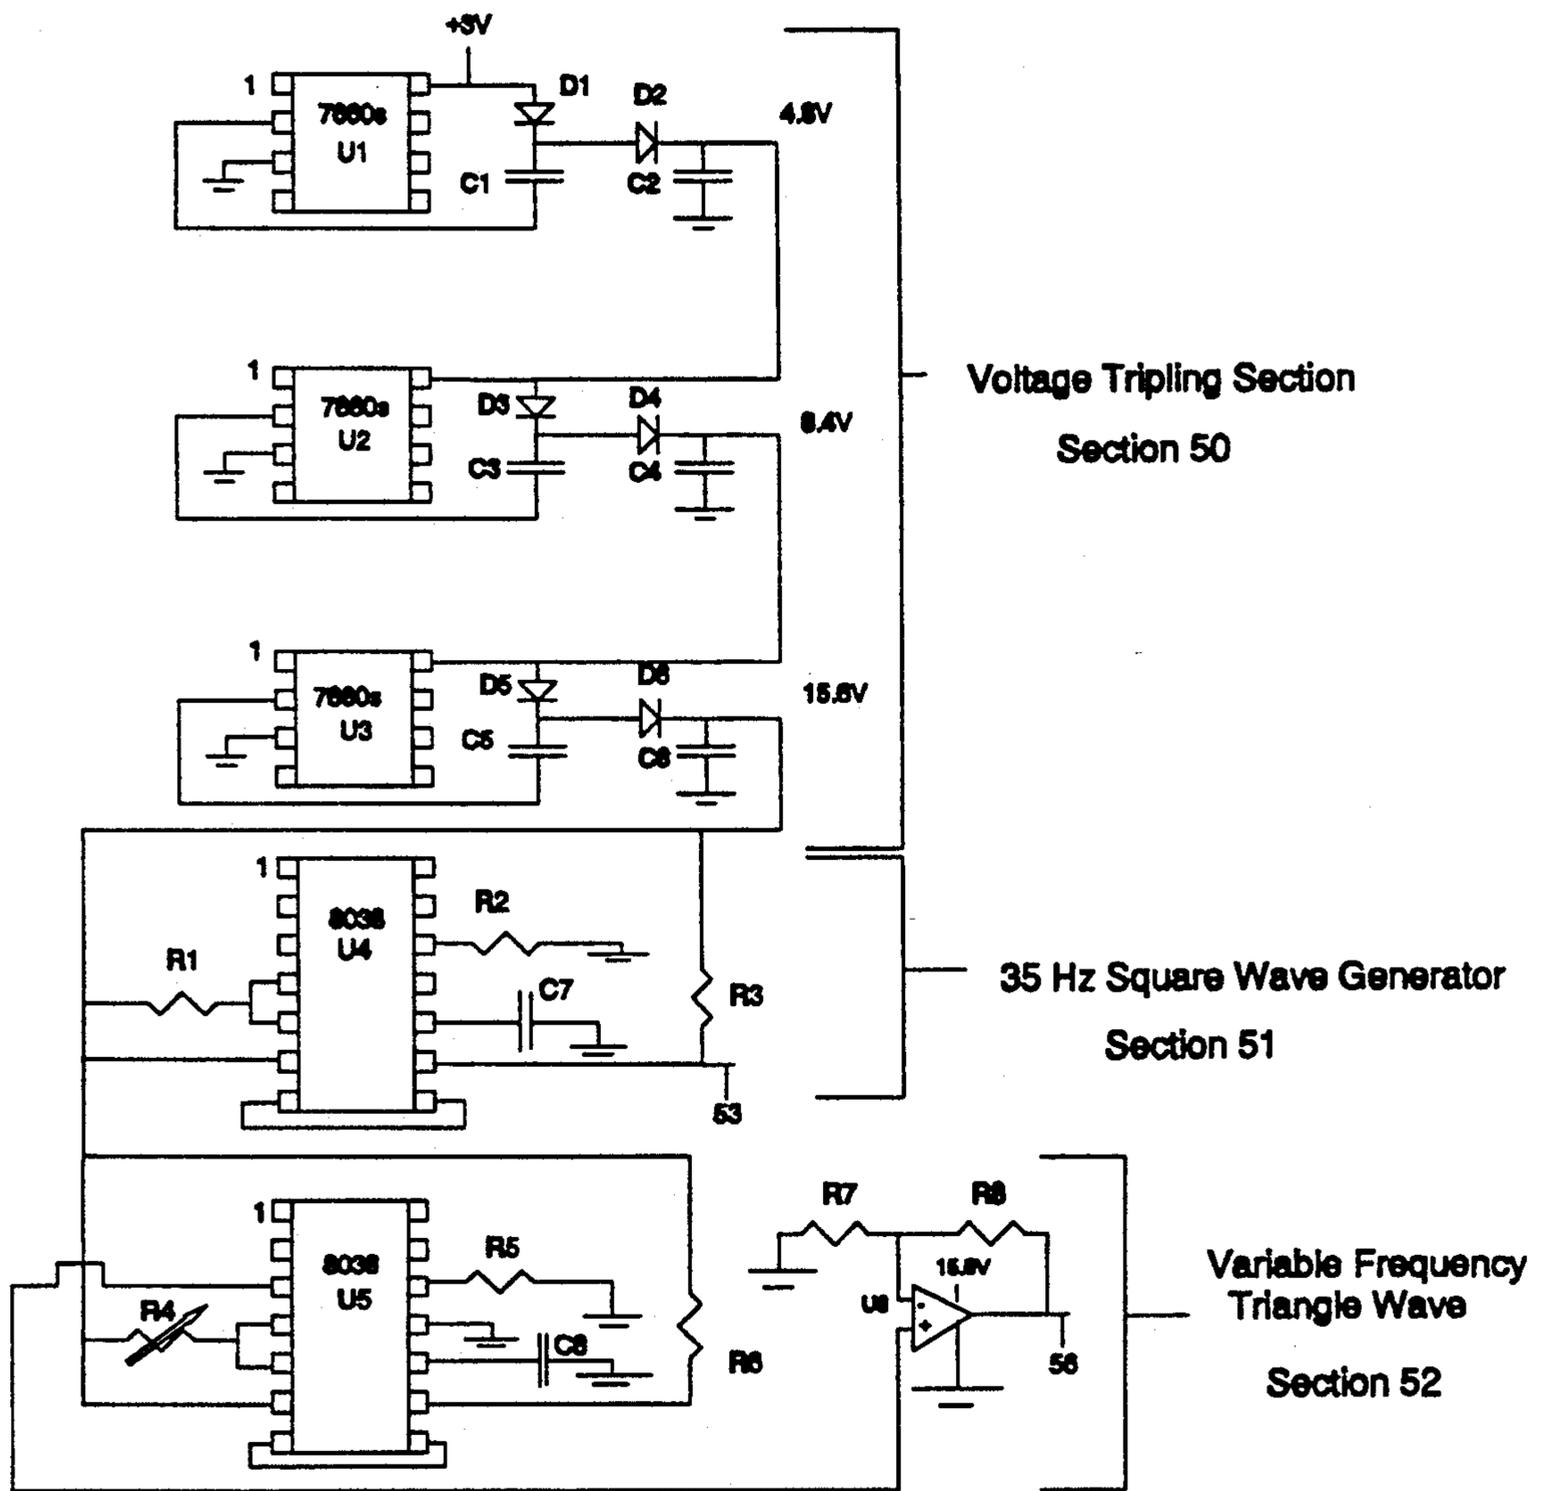 +3V
1
7660s
U1
D1
D2
4.8V
C1
C2
1
7660s
U2
D3
D4
8.4V
C3
C4
Voltage Tripling Section
Section 50
1
7660s
U3
D5
D6
15.6V
C5
C6
1
8038
U4
R1
R2
C7
R3
53
35 Hz Square Wave Generator
Section 51
1
8038
U5
R4
R5
C8
R6
R7
R8
15.6V
-
+
56
Variable Frequency
Triangle Wave
Section 52